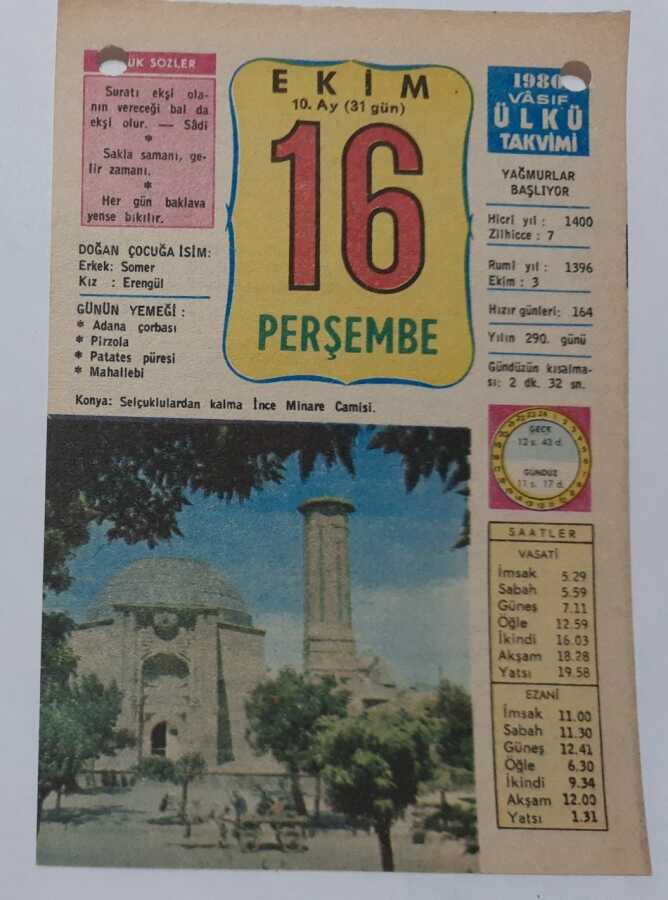 ÜK SOZLER
Suratı ekşi ola-
nın vereceği bal da
ekşi olur. — Sâdi
*
Sakla samanı, ge-
lir zamanı.
*
Her gün baklava
yense bıkılır.
DOĞAN ÇOCUĞA İSİM:
Erkek: Somer
Kız : Erengül
GÜNÜN YEMEĞİ :
* Adana çorbası
* Pirzola
* Patates püresi
* Mahallebi
EKİM
10. Ay (31 gün)
16
PERŞEMBE
1980
VÂSIF
ÜLKÜ
TAKVİMİ
YAĞMURLAR
BAŞLIYOR
Hicrî yıl : 1400
Zilhicce : 7
Rumî yıl : 1396
Ekim : 3
Hızır günleri: 164
Yılın 290. günü
Gündüzün kısalma-
sı: 2 dk. 32 sn.
GECE
12 s. 43 d.
GÜNDÜZ
11 s. 17 d.
Konya: Selçuklulardan kalma İnce Minare Camisi.
SAATLER
VASATİ
İmsak 5.29
Sabah 5.59
Güneş 7.11
Öğle 12.59
İkindi 16.03
Akşam 18.28
Yatsı 19.58
EZANİ
İmsak 11.00
Sabah 11.30
Güneş 12.41
Öğle 6.30
İkindi 9.34
Akşam 12.00
Yatsı 1.31